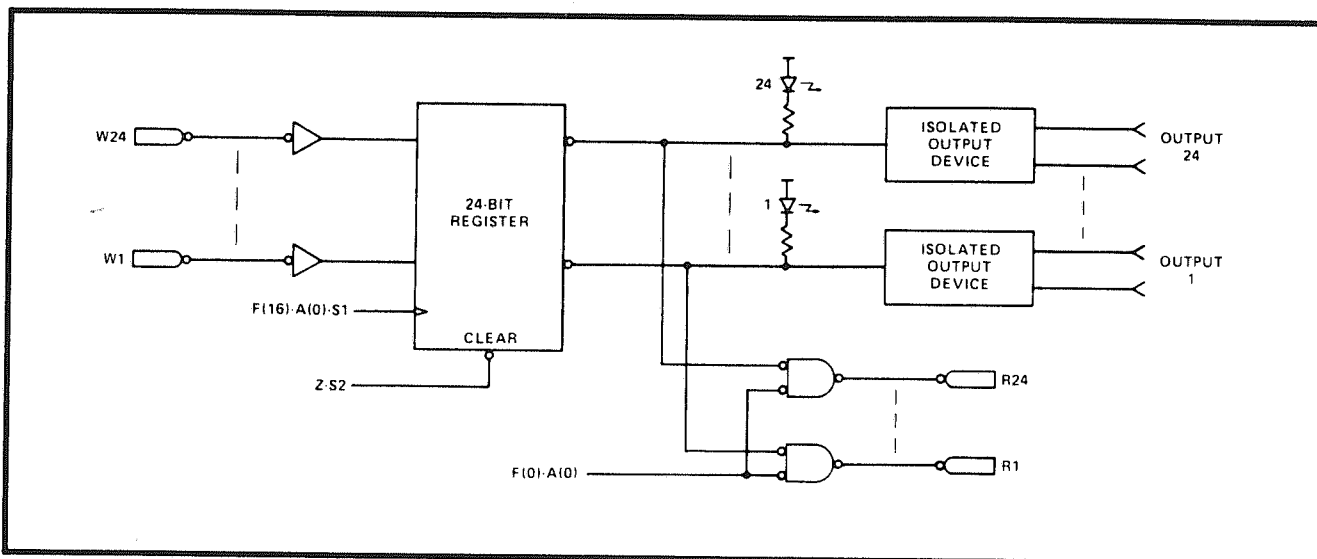 24
W24
ISOLATED
OUTPUT
DEVICE
OUTPUT
24
24-BIT
REGISTER
1
W1
ISOLATED
OUTPUT
DEVICE
OUTPUT
1
F(16)·A(0)·S1
CLEAR
Z·S2
R24
F(0)·A(0)
R1